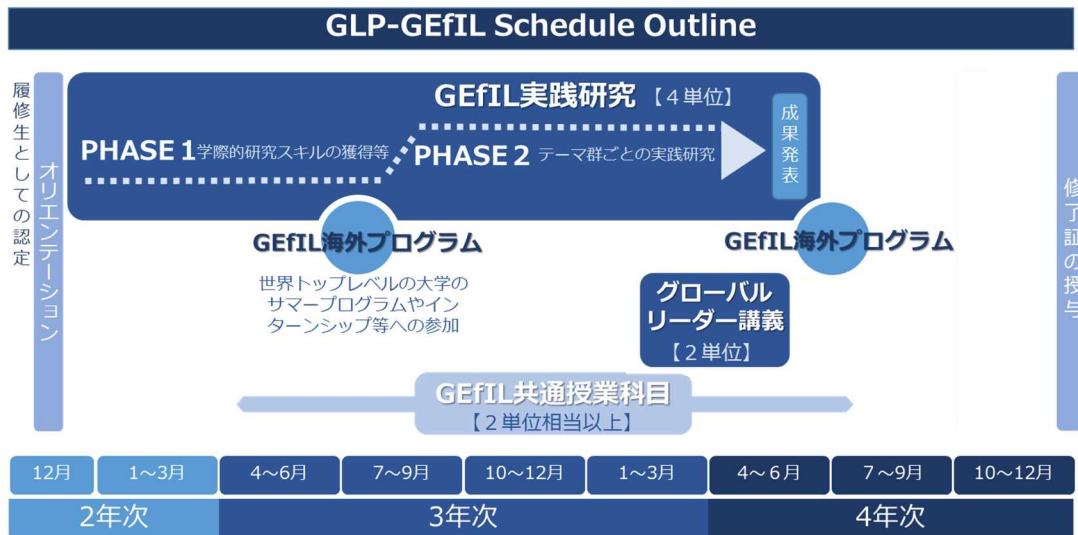 GLP-GEfIL Schedule Outline
履修生としての認定
オリエンテーション
GEfIL実践研究【4単位】
PHASE 1 学際的研究スキルの獲得等
PHASE 2 テーマ群ごとの実践研究
成果発表
GEfIL海外プログラム
世界トップレベルの大学の
サマープログラムやイン
ターンシップ等への参加
GEfIL海外プログラム
グローバル
リーダー講義
【2単位】
GEfIL共通授業科目
【2単位相当以上】
修了証の授与
12月 1～3月 4～6月 7～9月 10～12月 1～3月 4～6月 7～9月 10～12月
2年次 3年次 4年次